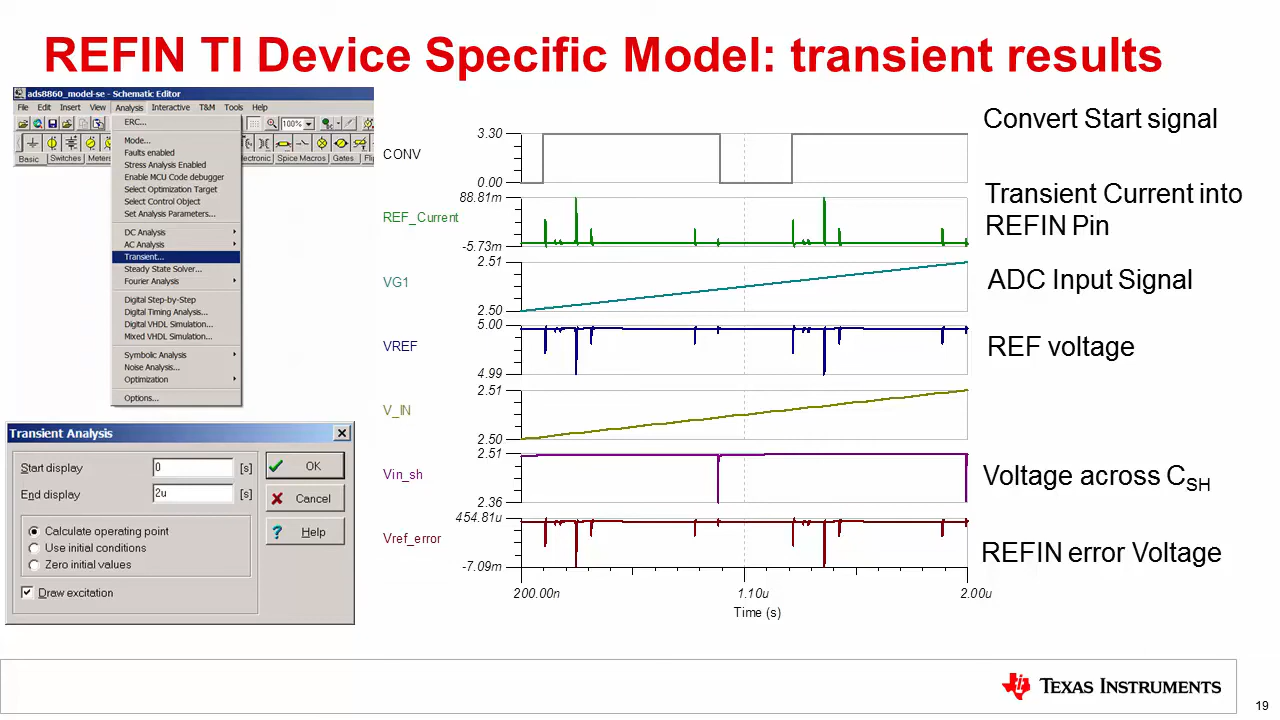 REFIN TI Device Specific Model: transient results
ads8860_model-se - Schematic Editor
File Edit Insert View Analysis Interactive T&M Tools Help
100%
Basic Switches Meters
ectronic Spice Macros Gates
ERC...
Mode...
Faults enabled
Stress Analysis Enabled
Enable MCU Code debugger
Select Optimization Target
Select Control Object
Set Analysis Parameters...
DC Analysis
AC Analysis
Transient...
Steady State Solver...
Fourier Analysis
Digital Step-by-Step
Digital Timing Analysis...
Digital VHDL Simulation...
Mixed VHDL Simulation...
Symbolic Analysis
Noise Analysis...
Optimization
Options...
Transient Analysis
Start display 0 [s]
End display 2u [s]
Calculate operating point
Use initial conditions
Zero initial values
Draw excitation
OK
Cancel
Help
CONV
3.30
0.00
Convert Start signal
REF_Current
88.81m
-5.73m
Transient Current into
REFIN Pin
VG1
2.51
2.50
ADC Input Signal
VREF
5.00
4.99
REF voltage
V_IN
2.51
2.50
Vin_sh
2.51
2.36
Voltage across CSH
Vref_error
454.81u
-7.09m
REFIN error Voltage
200.00n 1.10u 2.00u
Time (s)
TEXAS INSTRUMENTS
19